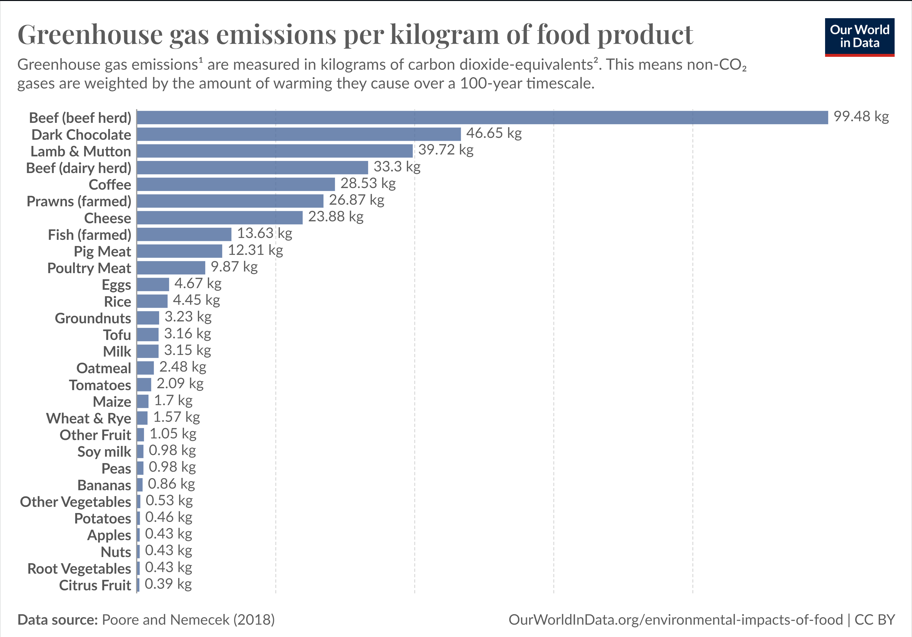 Greenhouse gas emissions per kilogram of food product
Our World
in Data
Greenhouse gas emissions¹ are measured in kilograms of carbon dioxide-equivalents². This means non-CO₂
gases are weighted by the amount of warming they cause over a 100-year timescale.
Beef (beef herd) 99.48 kg
Dark Chocolate 46.65 kg
Lamb & Mutton 39.72 kg
Beef (dairy herd) 33.3 kg
Coffee 28.53 kg
Prawns (farmed) 26.87 kg
Cheese 23.88 kg
Fish (farmed) 13.63 kg
Pig Meat 12.31 kg
Poultry Meat 9.87 kg
Eggs 4.67 kg
Rice 4.45 kg
Groundnuts 3.23 kg
Tofu 3.16 kg
Milk 3.15 kg
Oatmeal 2.48 kg
Tomatoes 2.09 kg
Maize 1.7 kg
Wheat & Rye 1.57 kg
Other Fruit 1.05 kg
Soy milk 0.98 kg
Peas 0.98 kg
Bananas 0.86 kg
Other Vegetables 0.53 kg
Potatoes 0.46 kg
Apples 0.43 kg
Nuts 0.43 kg
Root Vegetables 0.43 kg
Citrus Fruit 0.39 kg
Data source: Poore and Nemecek (2018)
OurWorldInData.org/environmental-impacts-of-food | CC BY